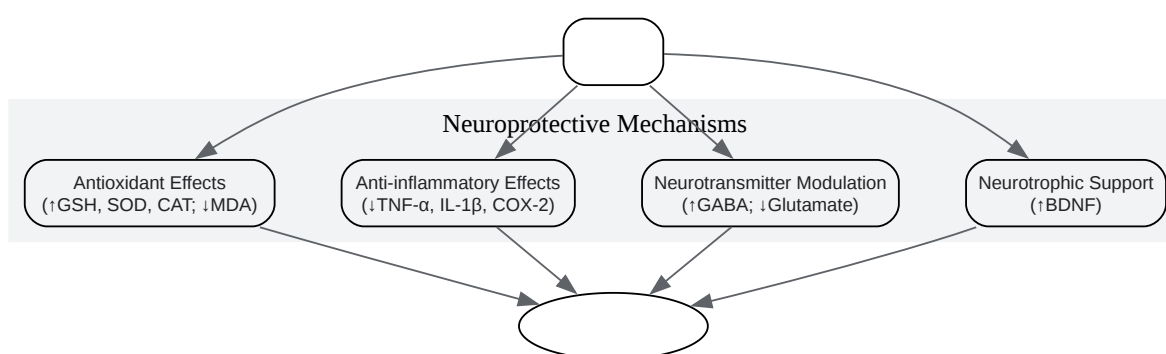 Neuroprotective Mechanisms
Antioxidant Effects
(↑GSH, SOD, CAT; ↓MDA)
Anti-inflammatory Effects
(↓TNF-α, IL-1β, COX-2)
Neurotransmitter Modulation
(↑GABA; ↓Glutamate)
Neurotrophic Support
(↑BDNF)